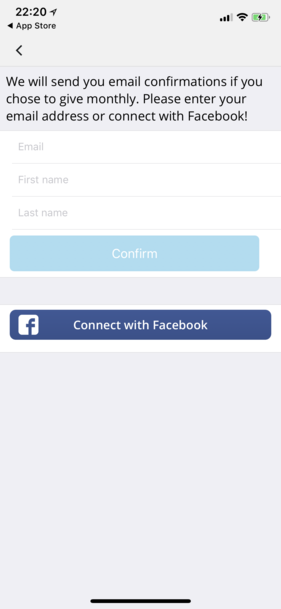 22:20
◀ App Store
We will send you email confirmations if you
chose to give monthly. Please enter your
email address or connect with Facebook!
Email
First name
Last name
Confirm
f Connect with Facebook